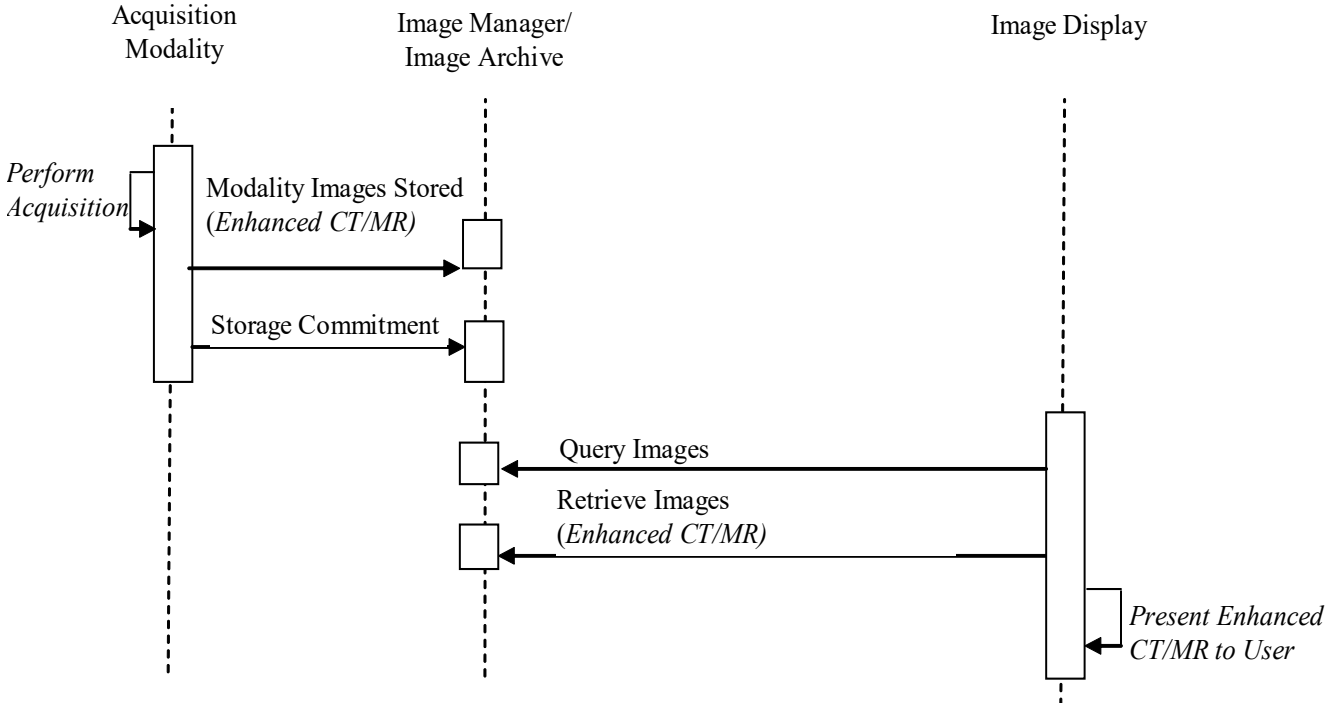 Acquisition
Modality
Image Manager/
Image Archive
Image Display
Perform
Acquisition
Modality Images Stored
(Enhanced CT/MR)
Storage Commitment
Query Images
Retrieve Images
(Enhanced CT/MR)
Present Enhanced
CT/MR to User